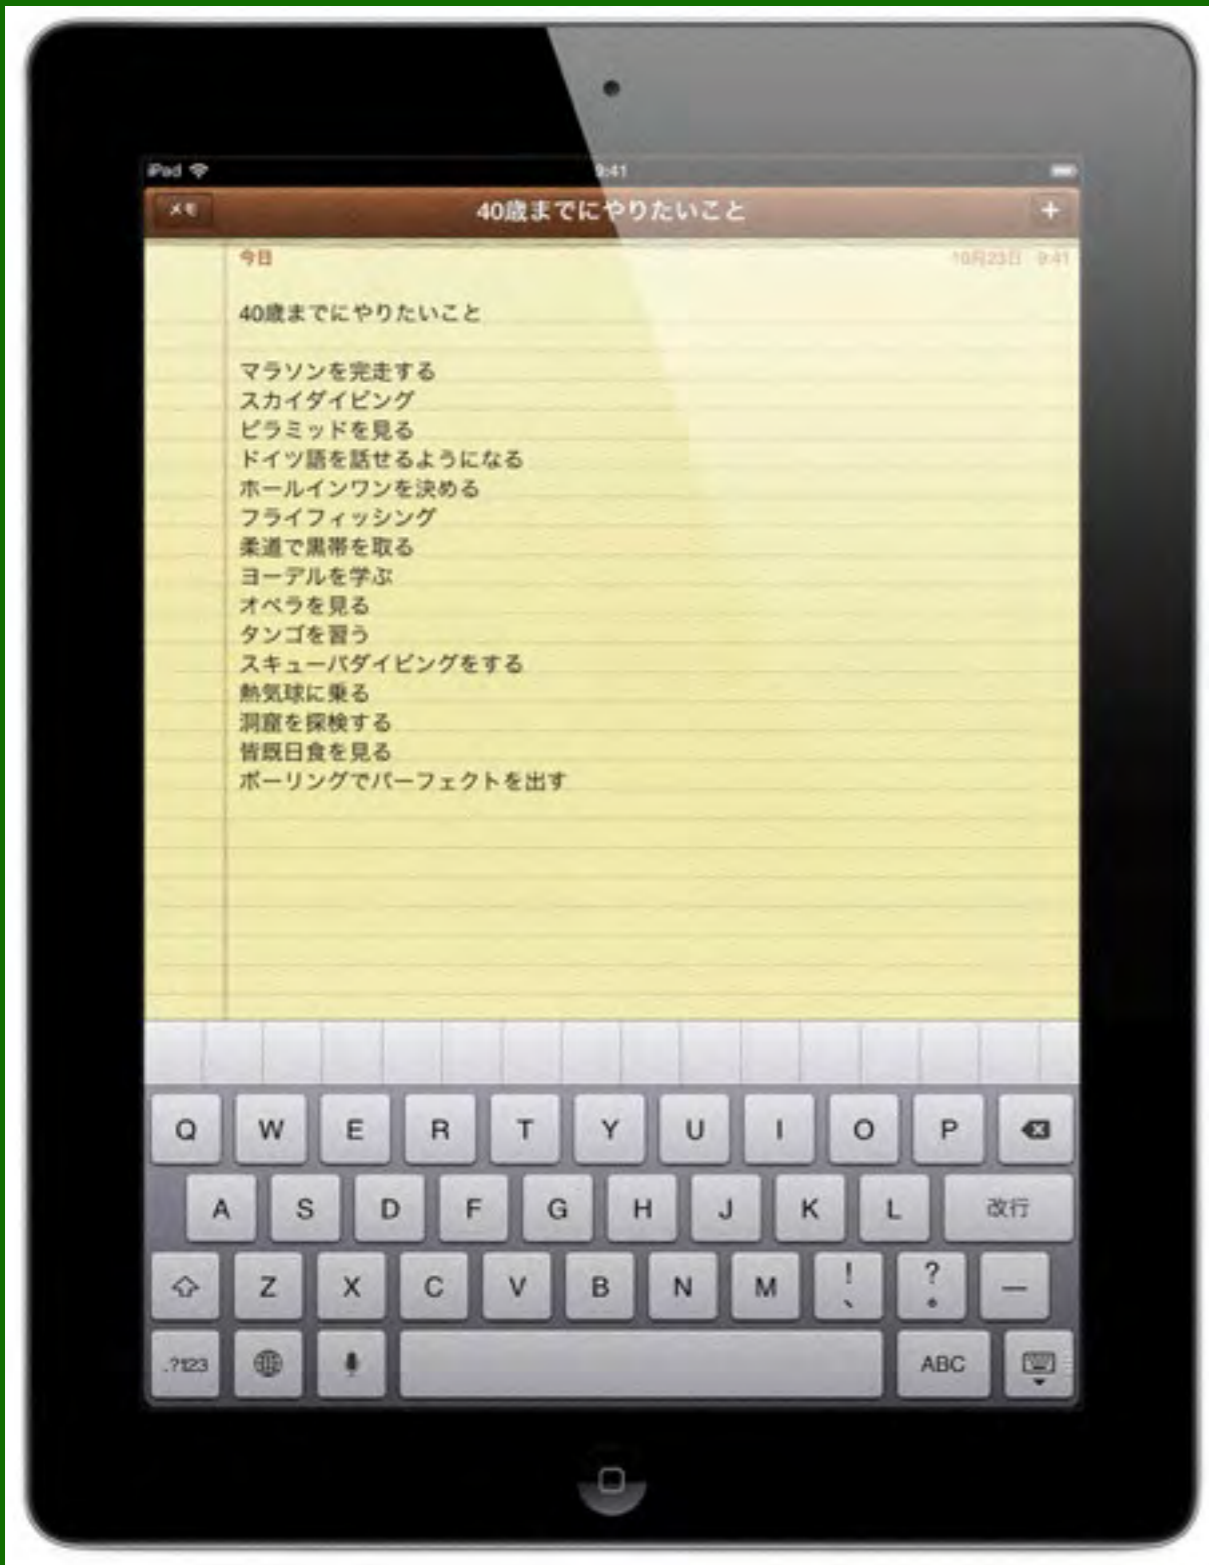 iPad 9:41
メモ 40歳までにやりたいこと +
今日 10月23日 9:41
40歳までにやりたいこと
マラソンを完走する
スカイダイビング
ピラミッドを見る
ドイツ語を話せるようになる
ホールインワンを決める
フライフィッシング
柔道で黒帯を取る
ヨーデルを学ぶ
オペラを見る
タンゴを習う
スキューバダイビングをする
熱気球に乗る
洞窟を探検する
皆既日食を見る
ボーリングでパーフェクトを出す
Q W E R T Y U I O P
A S D F G H J K L 改行
Z X C V B N M ! 、 ? 。 ー
.?123 ABC